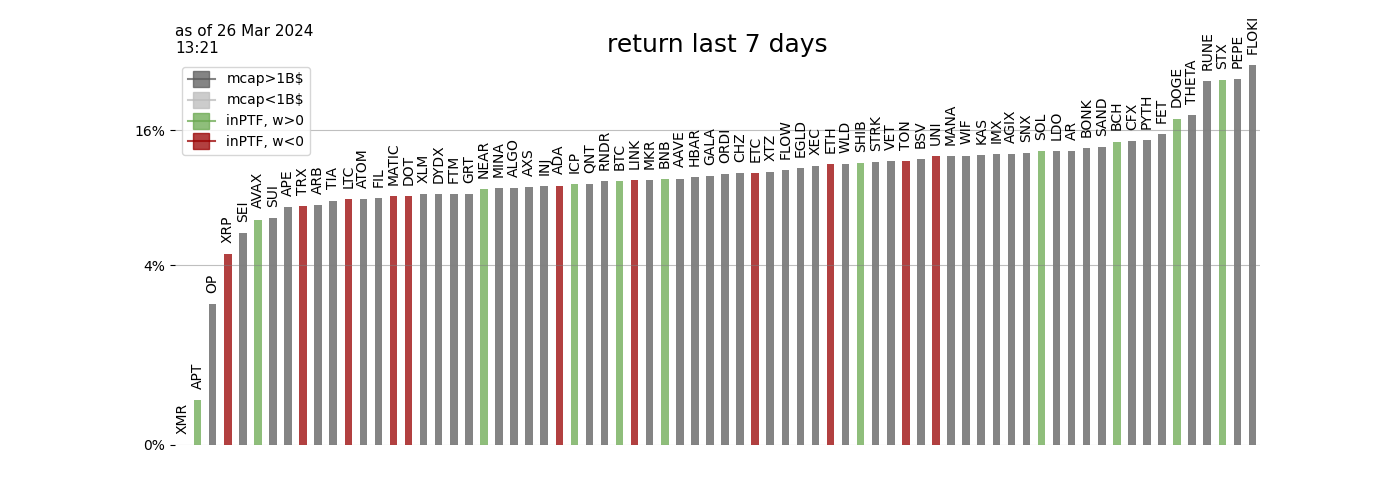 as of 26 Mar 2024
13:21
return last 7 days
mcap>1B$
mcap<1B$
inPTF, w>0
inPTF, w<0
16%
4%
0%
XMR
APT
OP
XRP
SEI
AVAX
SUI
APE
TRX
ARB
TIA
LTC
ATOM
FIL
MATIC
DOT
XLM
DYDX
FTM
GRT
NEAR
MINA
ALGO
AXS
INJ
ADA
ICP
QNT
RNDR
BTC
LINK
MKR
BNB
AAVE
HBAR
GALA
ORDI
CHZ
ETC
XTZ
FLOW
EGLD
XEC
ETH
WLD
SHIB
STRK
VET
TON
BSV
UNI
MANA
WIF
KAS
IMX
AGIX
SNX
SOL
LDO
AR
BONK
SAND
BCH
CFX
PYTH
FET
DOGE
THETA
RUNE
STX
PEPE
FLOKI